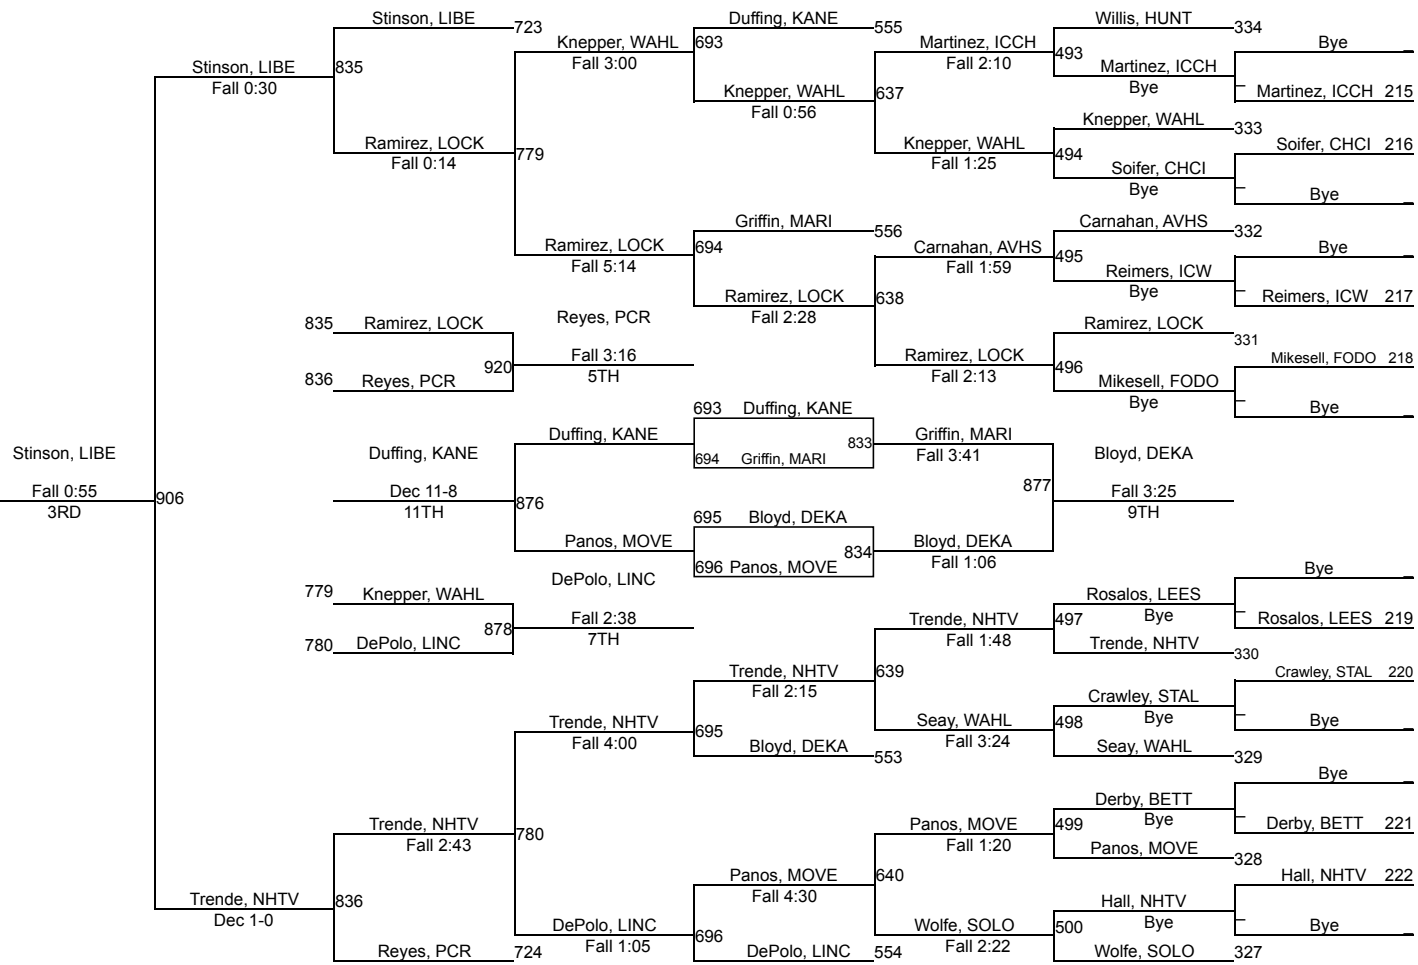 Stinson, LIBE
723
Duffing, KANE
555
Willis, HUNT
334
Knepper, WAHL
693
Martinez, ICCH
493
Bye
_
Fall 3:00
Fall 2:10
Stinson, LIBE
835
Martinez, ICCH
Fall 0:30
Bye
_
Knepper, WAHL
637
Martinez, ICCH 215
Fall 0:56
Knepper, WAHL
333
Ramirez, LOCK
779
Knepper, WAHL
494
Soifer, CHCI 216
Fall 0:14
Fall 1:25
Soifer, CHCI
Bye
_
Bye
_
Griffin, MARI
556
Carnahan, AVHS
332
Ramirez, LOCK
694
Carnahan, AVHS
495
Bye
_
Fall 5:14
Fall 1:59
Reimers, ICW
Bye
_
Ramirez, LOCK
638
Reimers, ICW 217
Reyes, PCR
Fall 2:28
835 Ramirez, LOCK
Ramirez, LOCK
331
920
Fall 3:16
Ramirez, LOCK
496
Mikesell, FODO 218
5TH
Fall 2:13
836 Reyes, PCR
Mikesell, FODO
Bye
_
693 Duffing, KANE
Bye
_
Duffing, KANE
833
Griffin, MARI
Stinson, LIBE
Duffing, KANE
694 Griffin, MARI
Fall 3:41
Bloyd, DEKA
877
Fall 0:55
906
Dec 11-8
876
Fall 3:25
3RD
11TH
9TH
695 Bloyd, DEKA
Panos, MOVE
834
Bloyd, DEKA
696 Panos, MOVE
Fall 1:06
DePolo, LINC
Bye
_
779 Knepper, WAHL
Rosalos, LEES
_
878
Fall 2:38
Trende, NHTV
497
Bye
Rosalos, LEES 219
7TH
Fall 1:48
780 DePolo, LINC
Trende, NHTV
330
Trende, NHTV
639
Crawley, STAL 220
Fall 2:15
Crawley, STAL
Trende, NHTV
695
Seay, WAHL
498
Bye
_
Bye
_
Fall 4:00
Fall 3:24
Bloyd, DEKA
553
Seay, WAHL
329
Bye
_
Derby, BETT
Trende, NHTV
780
Panos, MOVE
499
Bye
_
Derby, BETT 221
Fall 2:43
Fall 1:20
Panos, MOVE
328
Panos, MOVE
640
Hall, NHTV 222
Fall 4:30
Trende, NHTV
836
Hall, NHTV
Dec 1-0
DePolo, LINC
696
Wolfe, SOLO
500
Bye
_
Bye
_
Fall 1:05
Fall 2:22
Reyes, PCR
724
DePolo, LINC
554
Wolfe, SOLO
327